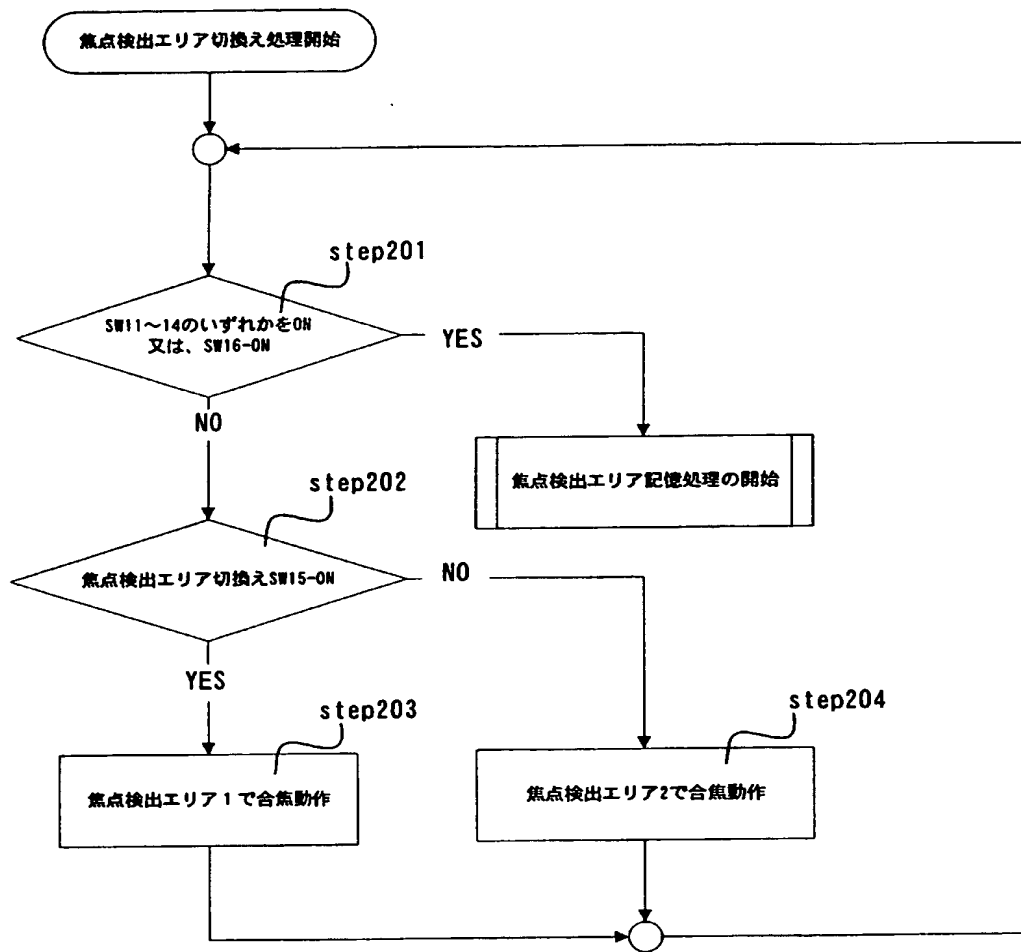 焦点検出エリア切換え処理開始
step201
SW11〜14のいずれかをON
又は、SW16-ON
YES
NO
焦点検出エリア記憶処理の開始
step202
焦点検出エリア切換えSW15-ON
NO
YES
step203
step204
焦点検出エリア1で合焦動作
焦点検出エリア2で合焦動作